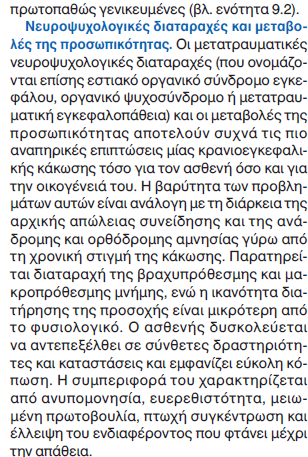 πρωτοπαθώς γενικευμένες (βλ. ενότητα 9.2).
Νευροψυχολογικές διαταραχές και μεταβο-
λές της προσωπικότητας. Οι μετατραυματικές
νευροψυχολογικές διαταραχές (που ονομάζο-
νται επίσης εστιακό οργανικό σύνδρομο εγκε-
φάλου, οργανικό ψυχοσύνδρομο ή μετατραυ-
ματική εγκεφαλοπάθεια) και οι μεταβολές της
προσωπικότητας αποτελούν συχνά τις πιο
αναπηρικές επιπτώσεις μίας κρανιοεγκεφαλι-
κής κάκωσης τόσο για τον ασθενή όσο και για
την οικογένειά του. Η βαρύτητα των προβλη-
μάτων αυτών είναι ανάλογη με τη διάρκεια της
αρχικής απώλειας συνείδησης και της ανά-
δρομης και ορθόδρομης αμνησίας γύρω από
τη χρονική στιγμή της κάκωσης. Παρατηρεί-
ται διαταραχή της βραχυπρόθεσμης και μα-
κροπρόθεσμης μνήμης, ενώ η ικανότητα δια-
τήρησης της προσοχής είναι μικρότερη από
το φυσιολογικό. Ο ασθενής δυσκολεύεται
να αντεπεξέλθει σε σύνθετες δραστηριότη-
τες και καταστάσεις και εμφανίζει εύκολη κό-
πωση. Η συμπεριφορά του χαρακτηρίζεται
από ανυπομονησία, ευερεθιστότητα, μειω-
μένη πρωτοβουλία, πτωχή συγκέντρωση και
έλλειψη του ενδιαφέροντος που φτάνει μέχρι
την απάθεια.